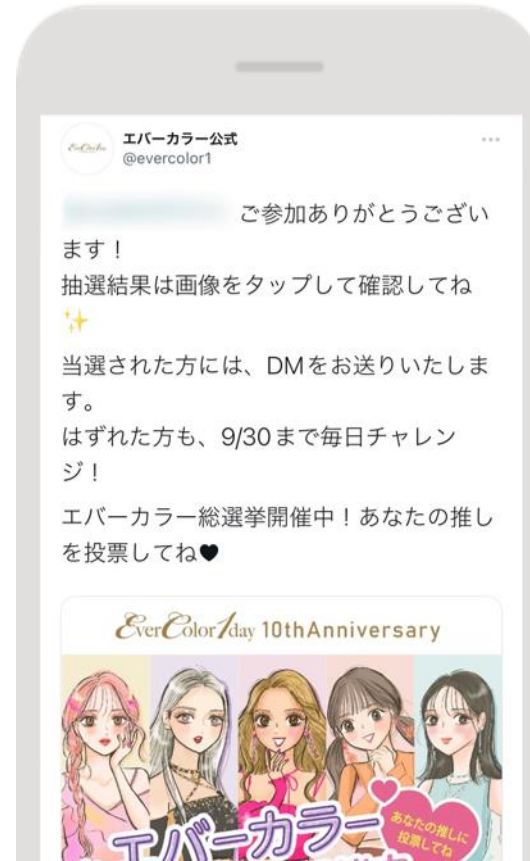 EverColor1day
エバーカラー公式
@evercolor1
ご参加ありがとうござい
ます！
抽選結果は画像をタップして確認してね
✨
当選された方には、DMをお送りいたしま
す。
はずれた方も、9/30まで毎日チャレン
ジ！
エバーカラー総選挙開催中！あなたの推し
を投票してね🖤
EverColor1day 10thAnniversary
あなたの推しに
投票してね
エバーカラー